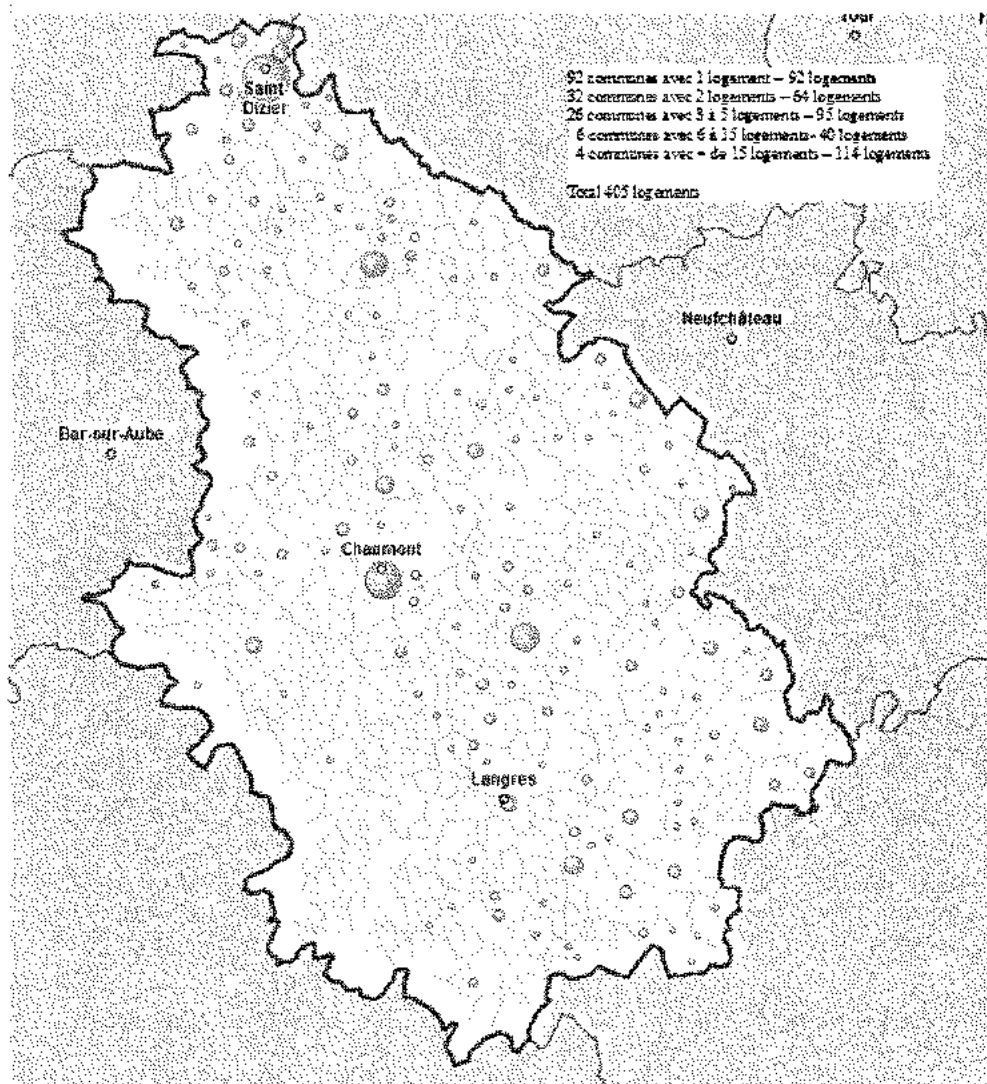 Toul
Saint
Dizier
92 communes avec 1 logement – 92 logements
32 communes avec 2 logements – 64 logements
26 communes avec 3 à 5 logements – 95 logements
6 communes avec 6 à 15 logements- 40 logements
4 communes avec + de 15 logements – 114 logements
Total 405 logements
Neufchâteau
Bar-sur-Aube
Chaumont
Langres